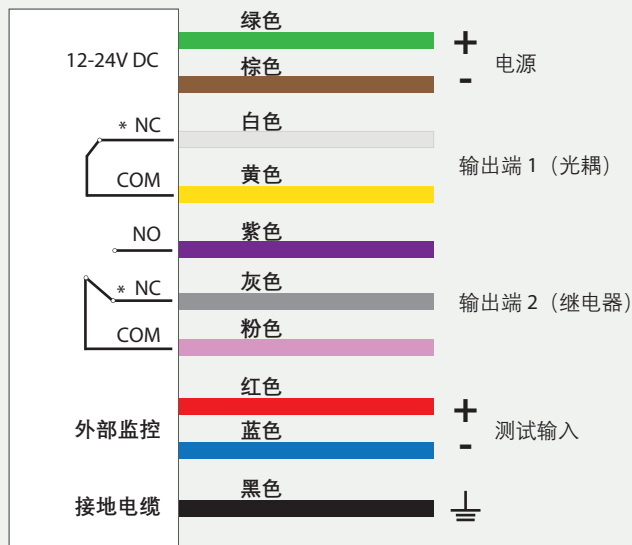 绿色
12-24V DC
+
电源
棕色
-
* NC
白色
输出端 1（光耦）
COM
黄色
NO
紫色
* NC
灰色
输出端 2（继电器）
COM
粉色
红色
+
外部监控
测试输入
蓝色
-
接地电缆
黑色